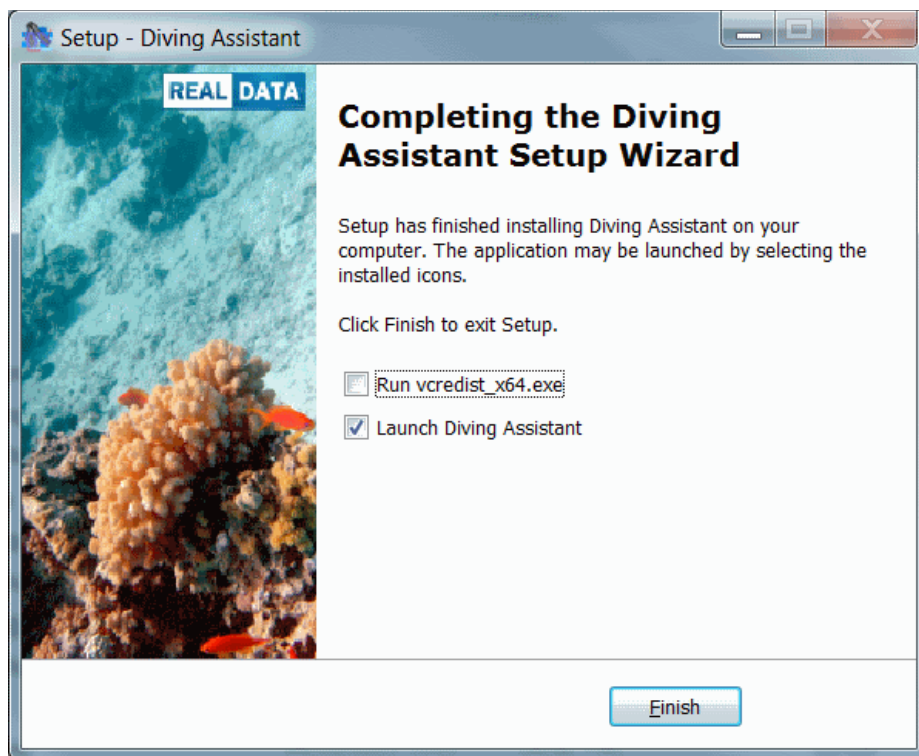 Setup - Diving Assistant
REAL DATA
Completing the Diving
Assistant Setup Wizard
Setup has finished installing Diving Assistant on your
computer. The application may be launched by selecting the
installed icons.
Click Finish to exit Setup.
Run vcredist_x64.exe
Launch Diving Assistant
Finish